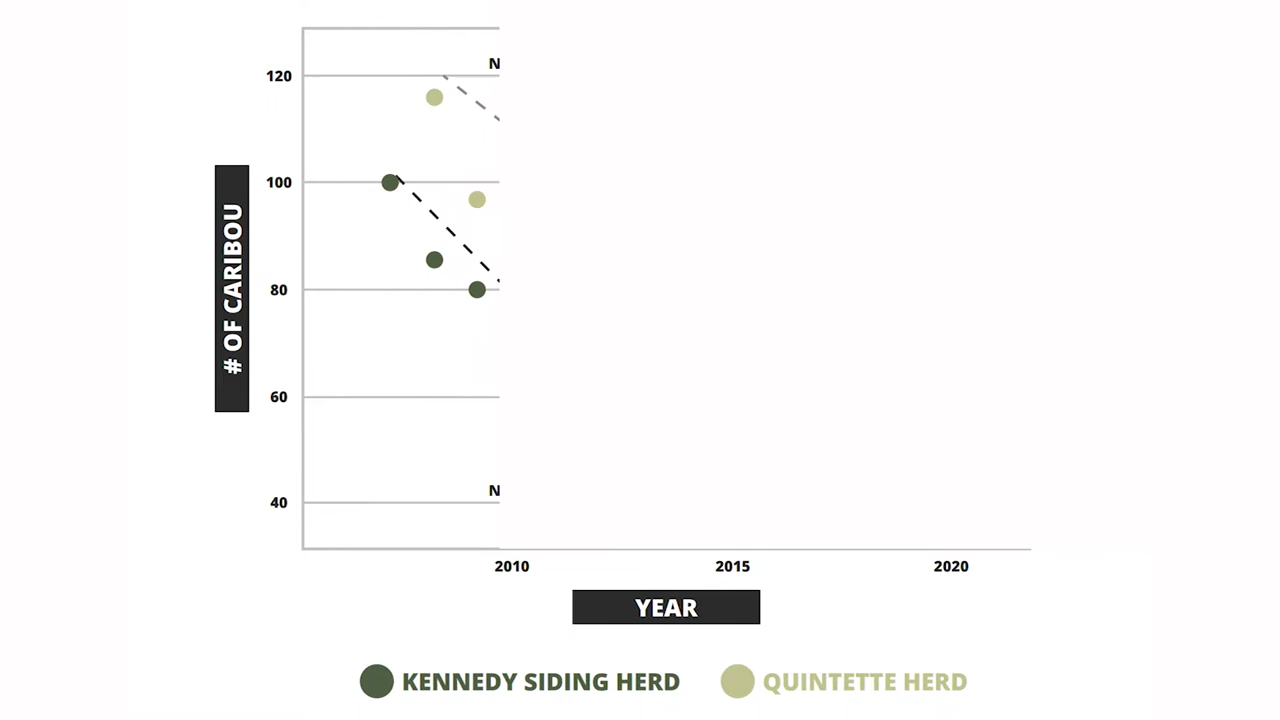 N
120
100
80
60
N
40
# OF CARIBOU
2010 2015 2020
YEAR
KENNEDY SIDING HERD QUINTETTE HERD